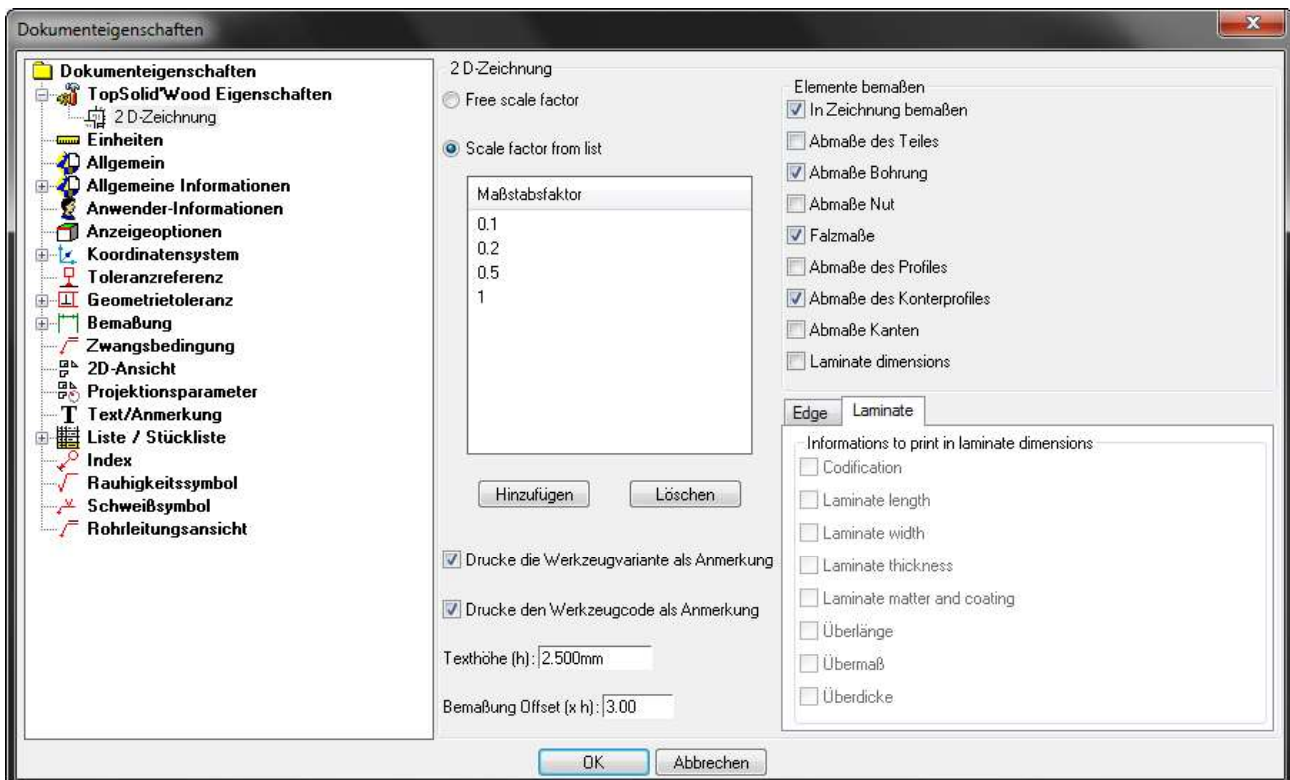 Dokumenteigenschaften
Dokumenteigenschaften
TopSolid'Wood Eigenschaften
2 D-Zeichnung
Einheiten
Allgemein
Allgemeine Informationen
Anwender-Informationen
Anzeigeoptionen
Koordinatensystem
Toleranzreferenz
Geometrietoleranz
Bemaßung
Zwangsbedingung
2D-Ansicht
Projektionsparameter
Text/Anmerkung
Liste / Stückliste
Index
Rauhigkeitssymbol
Schweißsymbol
Rohrleitungsansicht
2 D-Zeichnung
Free scale factor
Scale factor from list
Maßstabsfaktor
0.1
0.2
0.5
1
Hinzufügen Löschen
Drucke die Werkzeugvariante als Anmerkung
Drucke den Werkzeugcode als Anmerkung
Texthöhe (h): 2.500mm
Bemaßung Offset (x h): 3.00
Elemente bemaßen
In Zeichnung bemaßen
Abmaße des Teiles
Abmaße Bohrung
Abmaße Nut
Falzmaße
Abmaße des Profiles
Abmaße des Konterprofiles
Abmaße Kanten
Laminate dimensions
Edge Laminate
Informations to print in laminate dimensions
Codification
Laminate length
Laminate width
Laminate thickness
Laminate matter and coating
Überlänge
Übermaß
Überdicke
OK Abbrechen